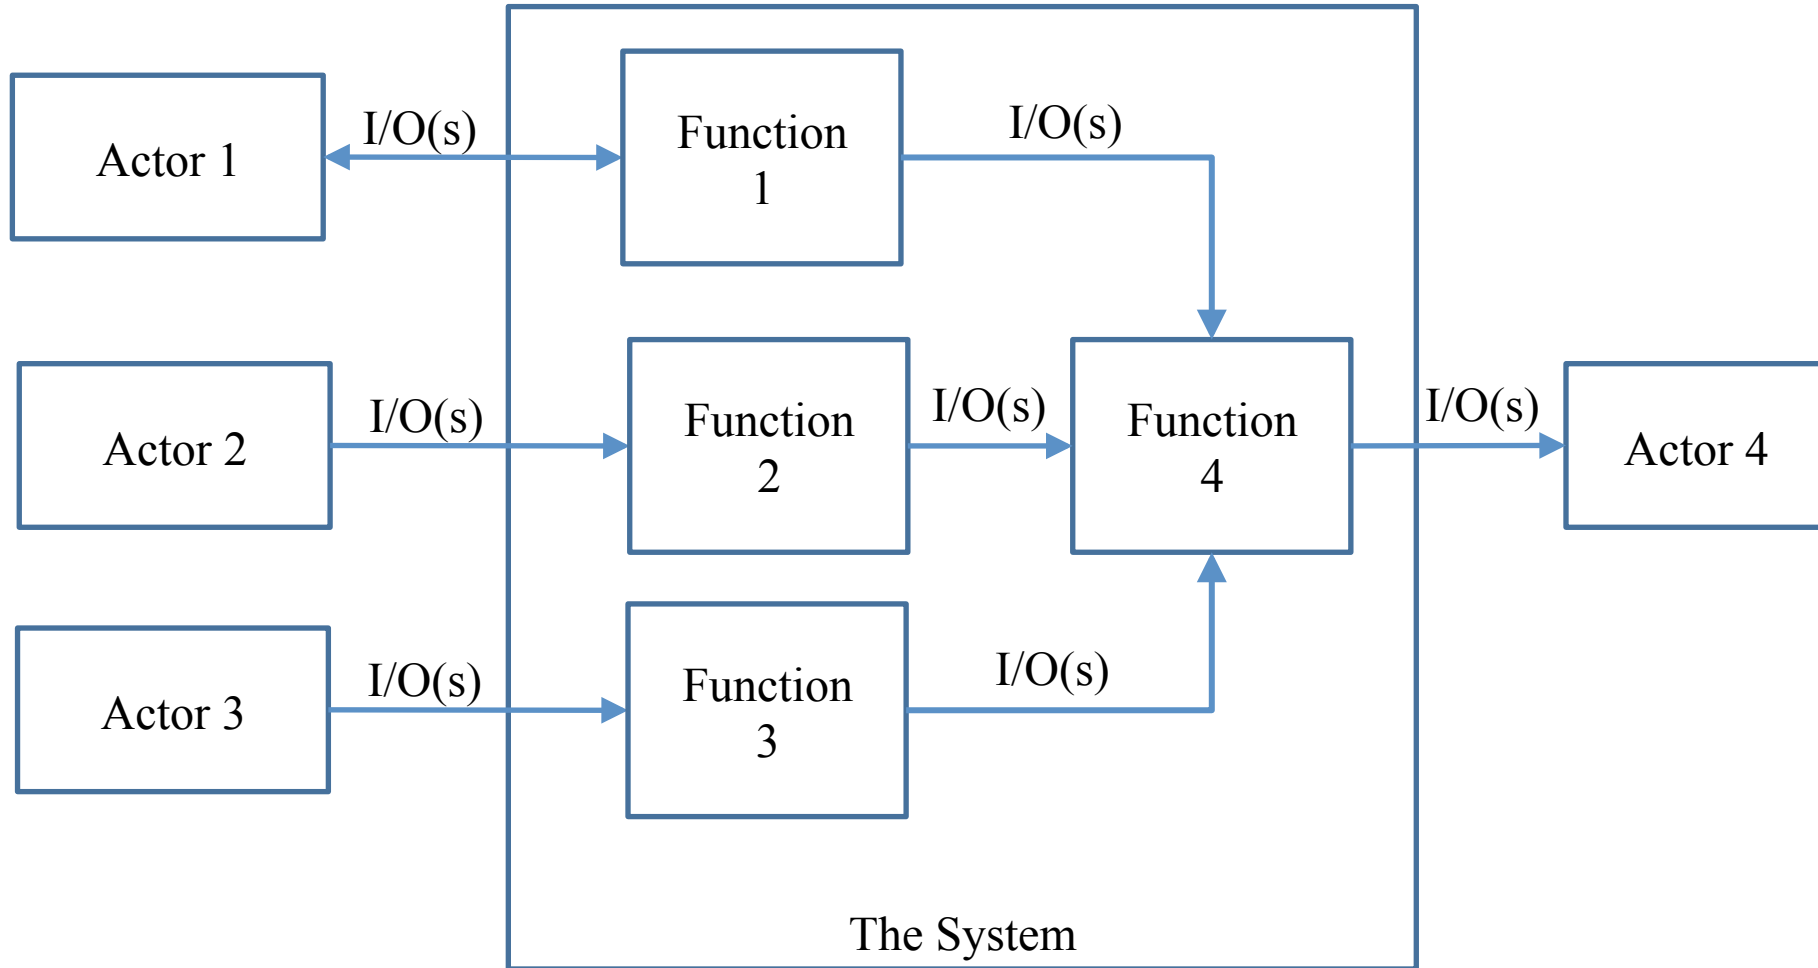 I/O(s)
Function
1
I/O(s)
Actor 1
I/O(s)
Function
2
I/O(s)
Function
4
I/O(s)
Actor 2
Actor 4
I/O(s)
Function
3
I/O(s)
Actor 3
The System